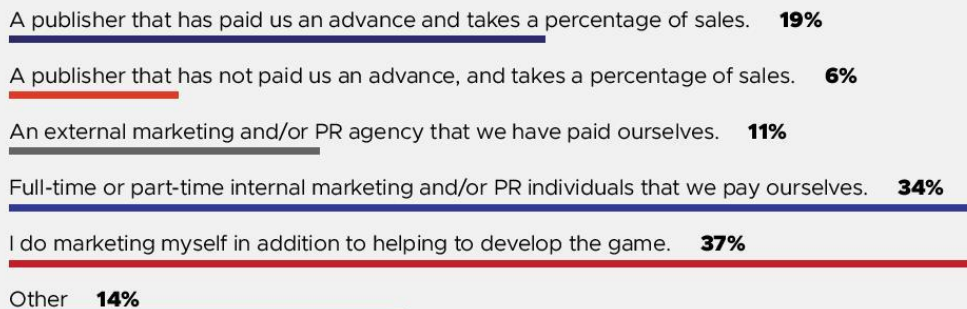 A publisher that has paid us an advance and takes a percentage of sales. 19%
A publisher that has not paid us an advance, and takes a percentage of sales. 6%
An external marketing and/or PR agency that we have paid ourselves. 11%
Full-time or part-time internal marketing and/or PR individuals that we pay ourselves. 34%
I do marketing myself in addition to helping to develop the game. 37%
Other 14%